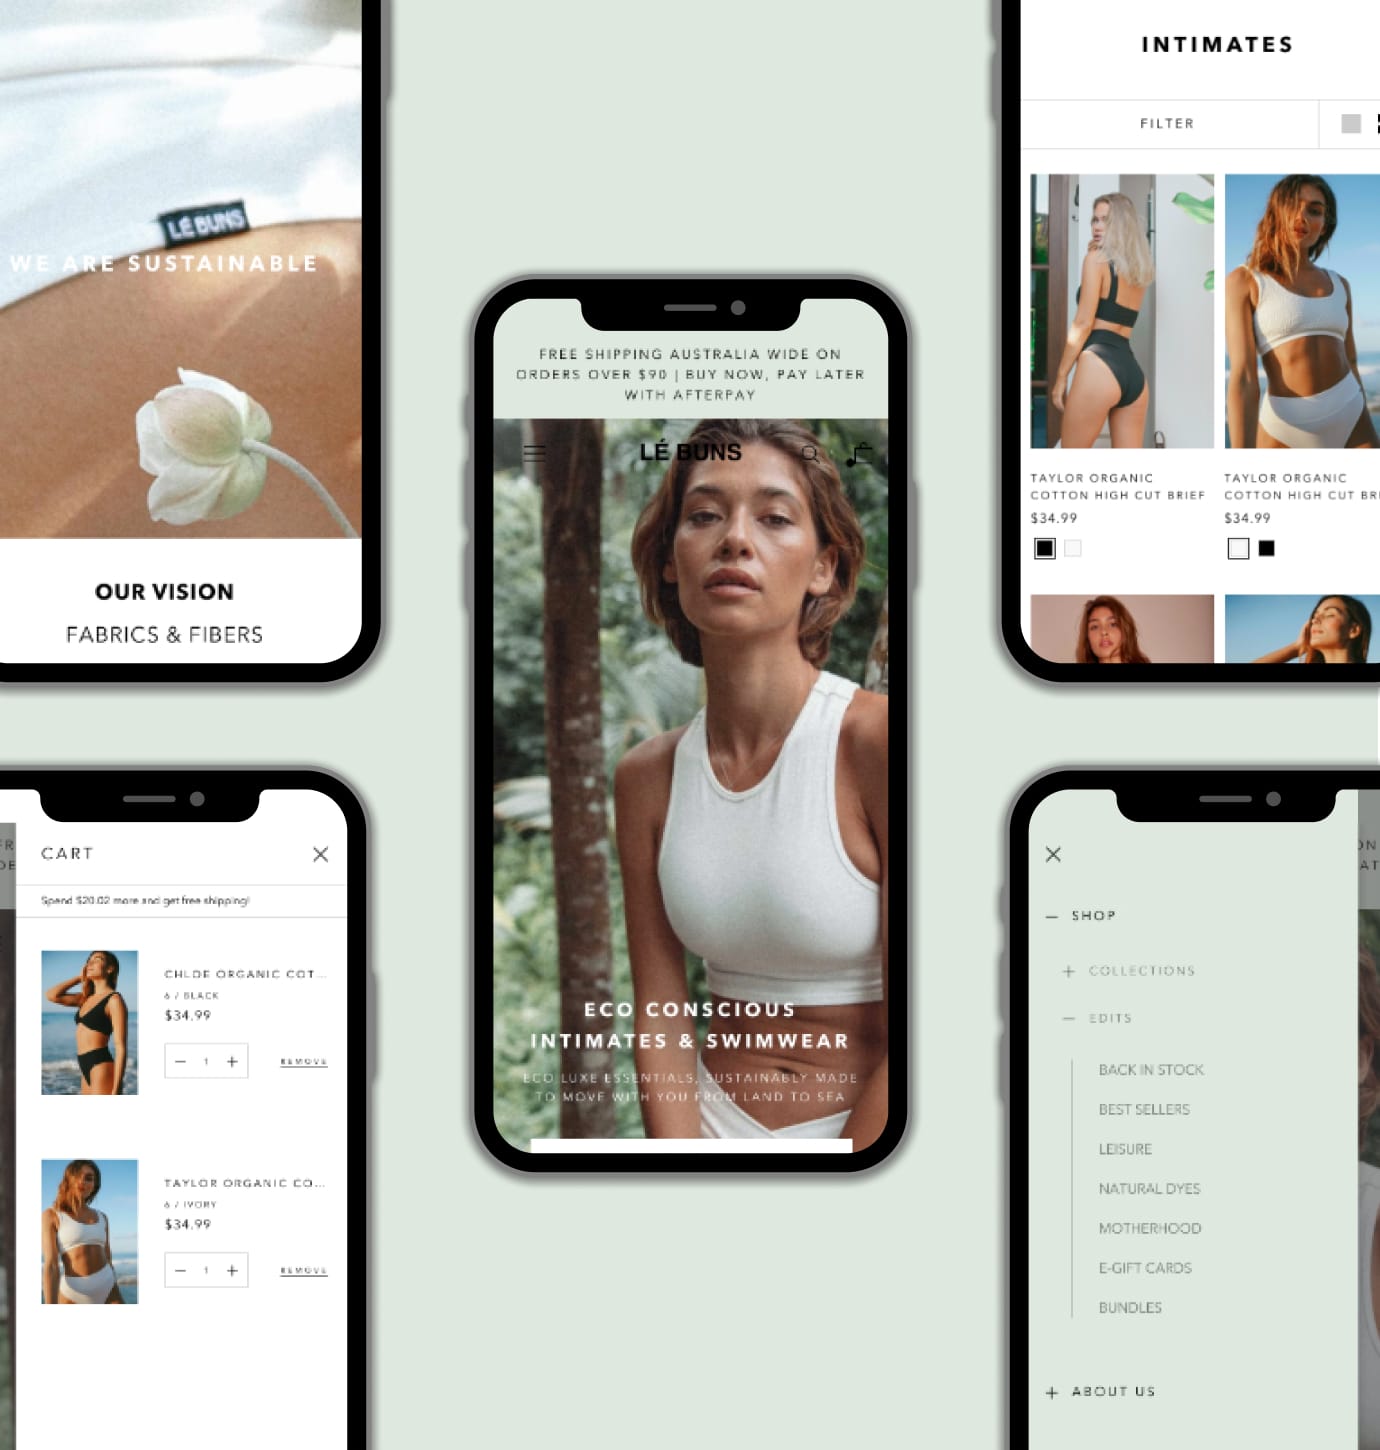 LÉ BUNS
WE ARE SUSTAINABLE
OUR VISION
FABRICS & FIBERS
INTIMATES
FILTER
TAYLOR ORGANIC
COTTON HIGH CUT BRIEF
$34.99
TAYLOR ORGANIC
COTTON HIGH CUT BRI
$34.99
FREE SHIPPING AUSTRALIA WIDE ON
ORDERS OVER $90 | BUY NOW, PAY LATER
WITH AFTERPAY
LÉ BUNS
ECO CONSCIOUS
INTIMATES & SWIMWEAR
ECO LUXE ESSENTIALS, SUSTAINABLY MADE
TO MOVE WITH YOU FROM LAND TO SEA
CART
Spend $20.02 more and get free shipping!
CHLOE ORGANIC COT...
6 / BLACK
$34.99
− 1 +
REMOVE
TAYLOR ORGANIC CO...
6 / IVORY
$34.99
− 1 +
REMOVE
− SHOP
+ COLLECTIONS
− EDITS
BACK IN STOCK
BEST SELLERS
LEISURE
NATURAL DYES
MOTHERHOOD
E-GIFT CARDS
BUNDLES
+ ABOUT US